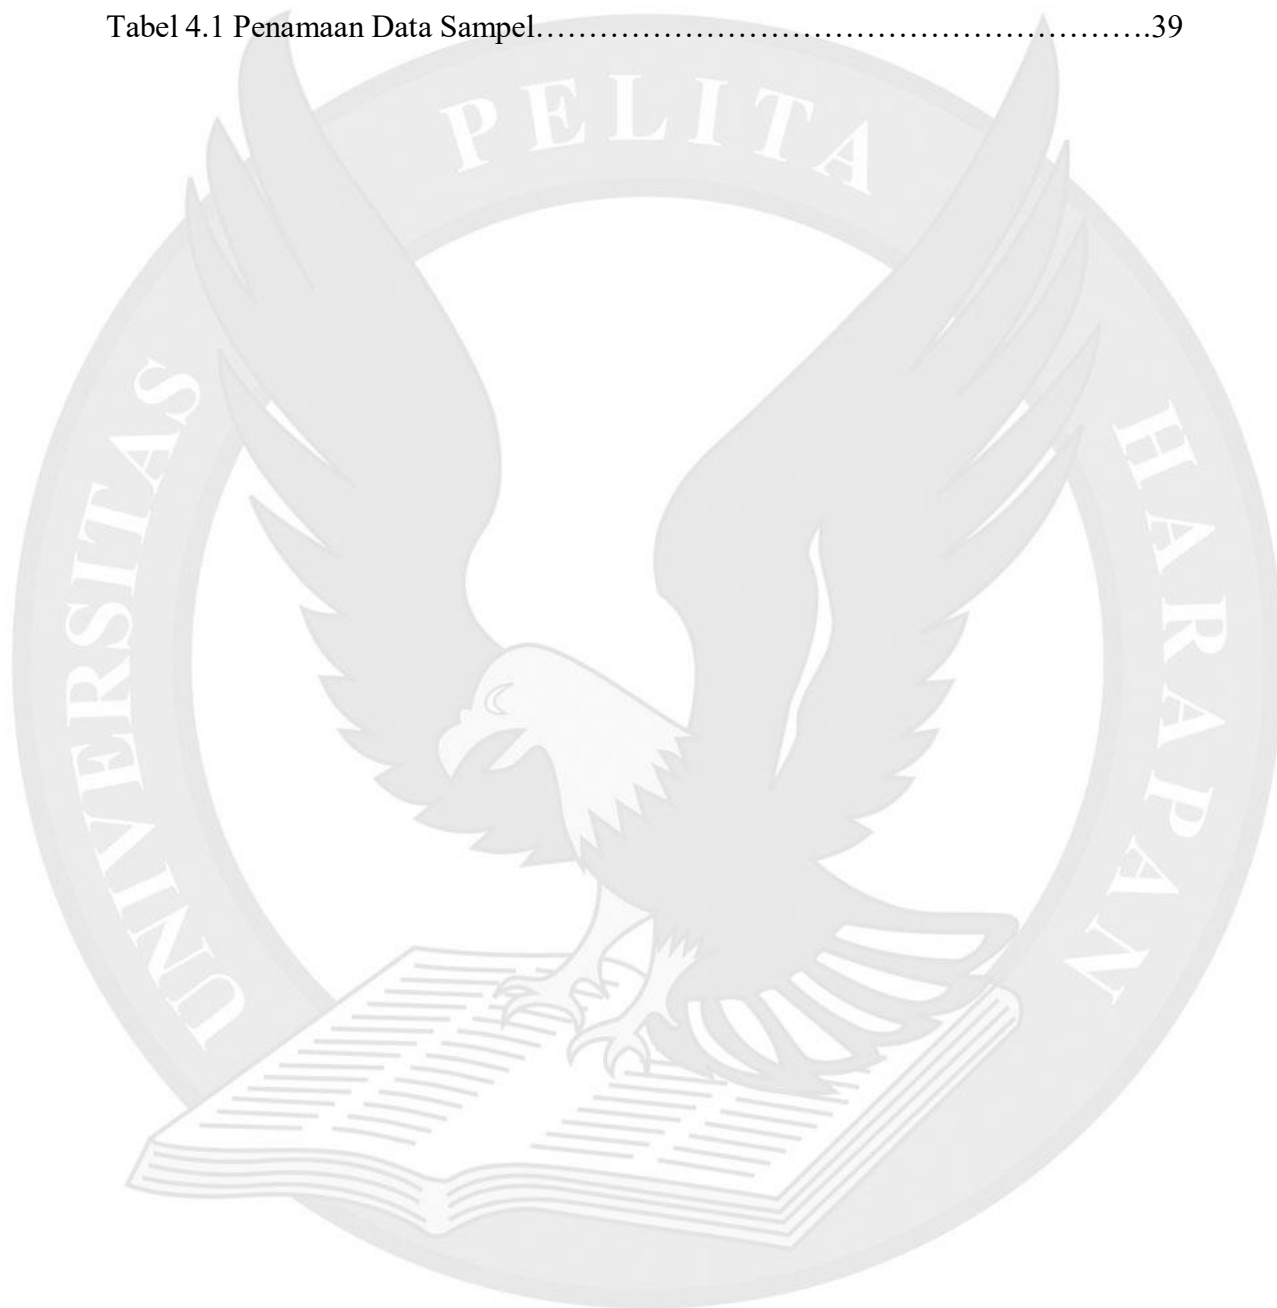 Tabel 4.1 Penamaan Data Sampel……………………………………………………….39
UNIVERSITAS PELITA HARAPAN